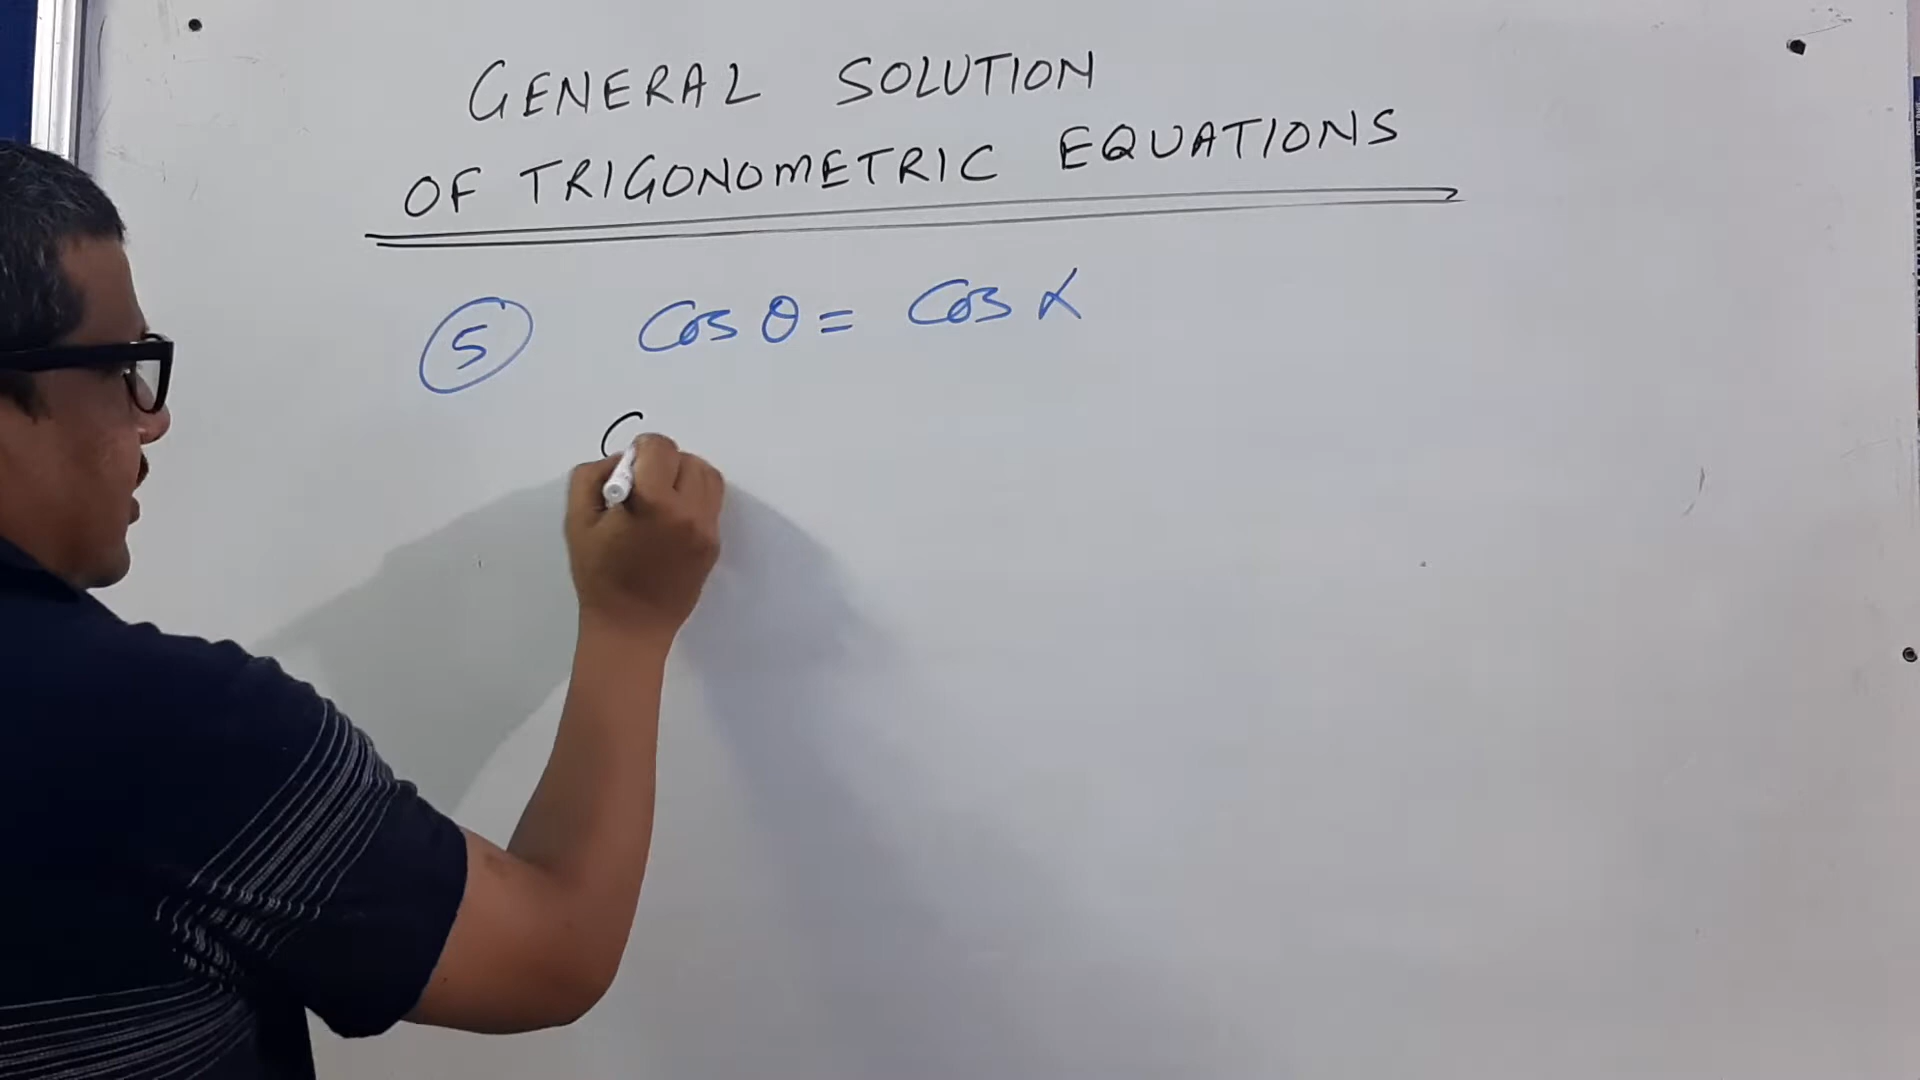 GENERAL SOLUTION
OF TRIGONOMETRIC EQUATIONS
5 Cos θ = Cos α
C